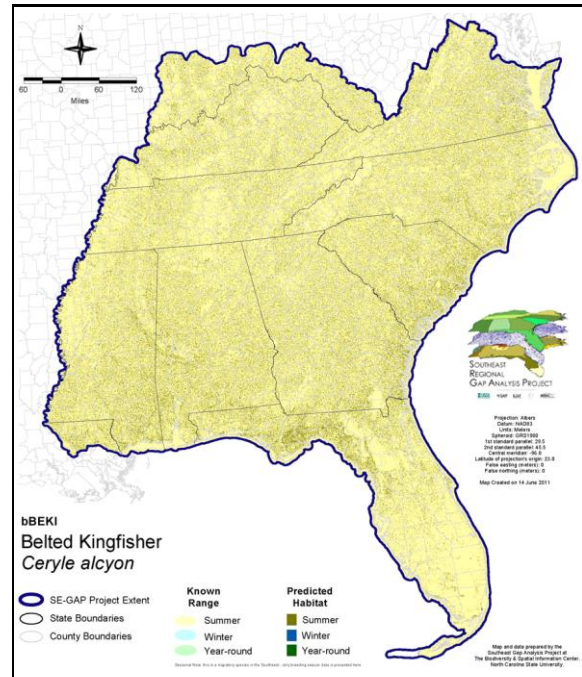 N
60 0 60 120
Miles
SOUTHEAST
REGIONAL
GAP ANALYSIS PROJECT
Projection: Albers
Datum: NAD83
Units: Meters
Spheroid: GRS1980
1st standard parallel: 29.5
2nd standard parallel: 45.5
Central meridian: -96.0
Latitude of projection's origin: 23.0
False easting (meters): 0
False northing (meters): 0
Map Created on 14 June 2011
bBEKI
Belted Kingfisher
Ceryle alcyon
SE-GAP Project Extent
State Boundaries
County Boundaries
Known
Range
Summer
Winter
Year-round
Predicted
Habitat
Summer
Winter
Year-round
Map and data prepared by the
Southeast Gap Analysis Project at
The Biodiversity & Spatial Information Center,
North Carolina State University.